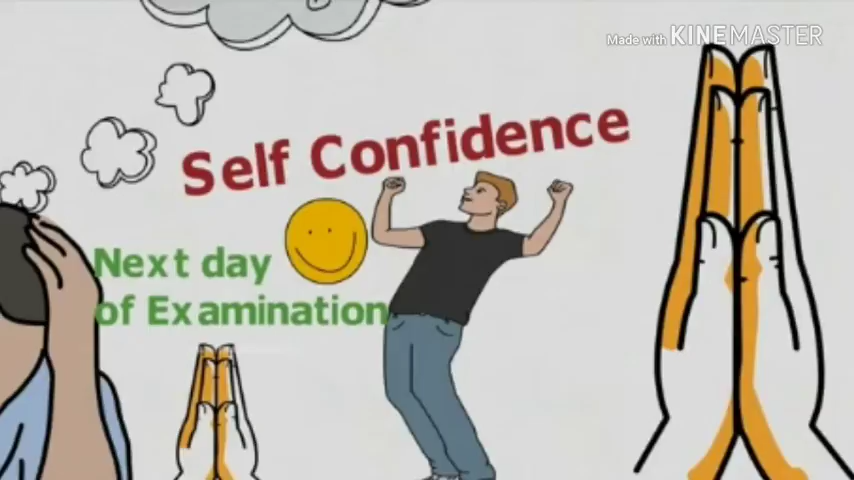 Made with KINEMASTER
Self Confidence
Next day
of Examination